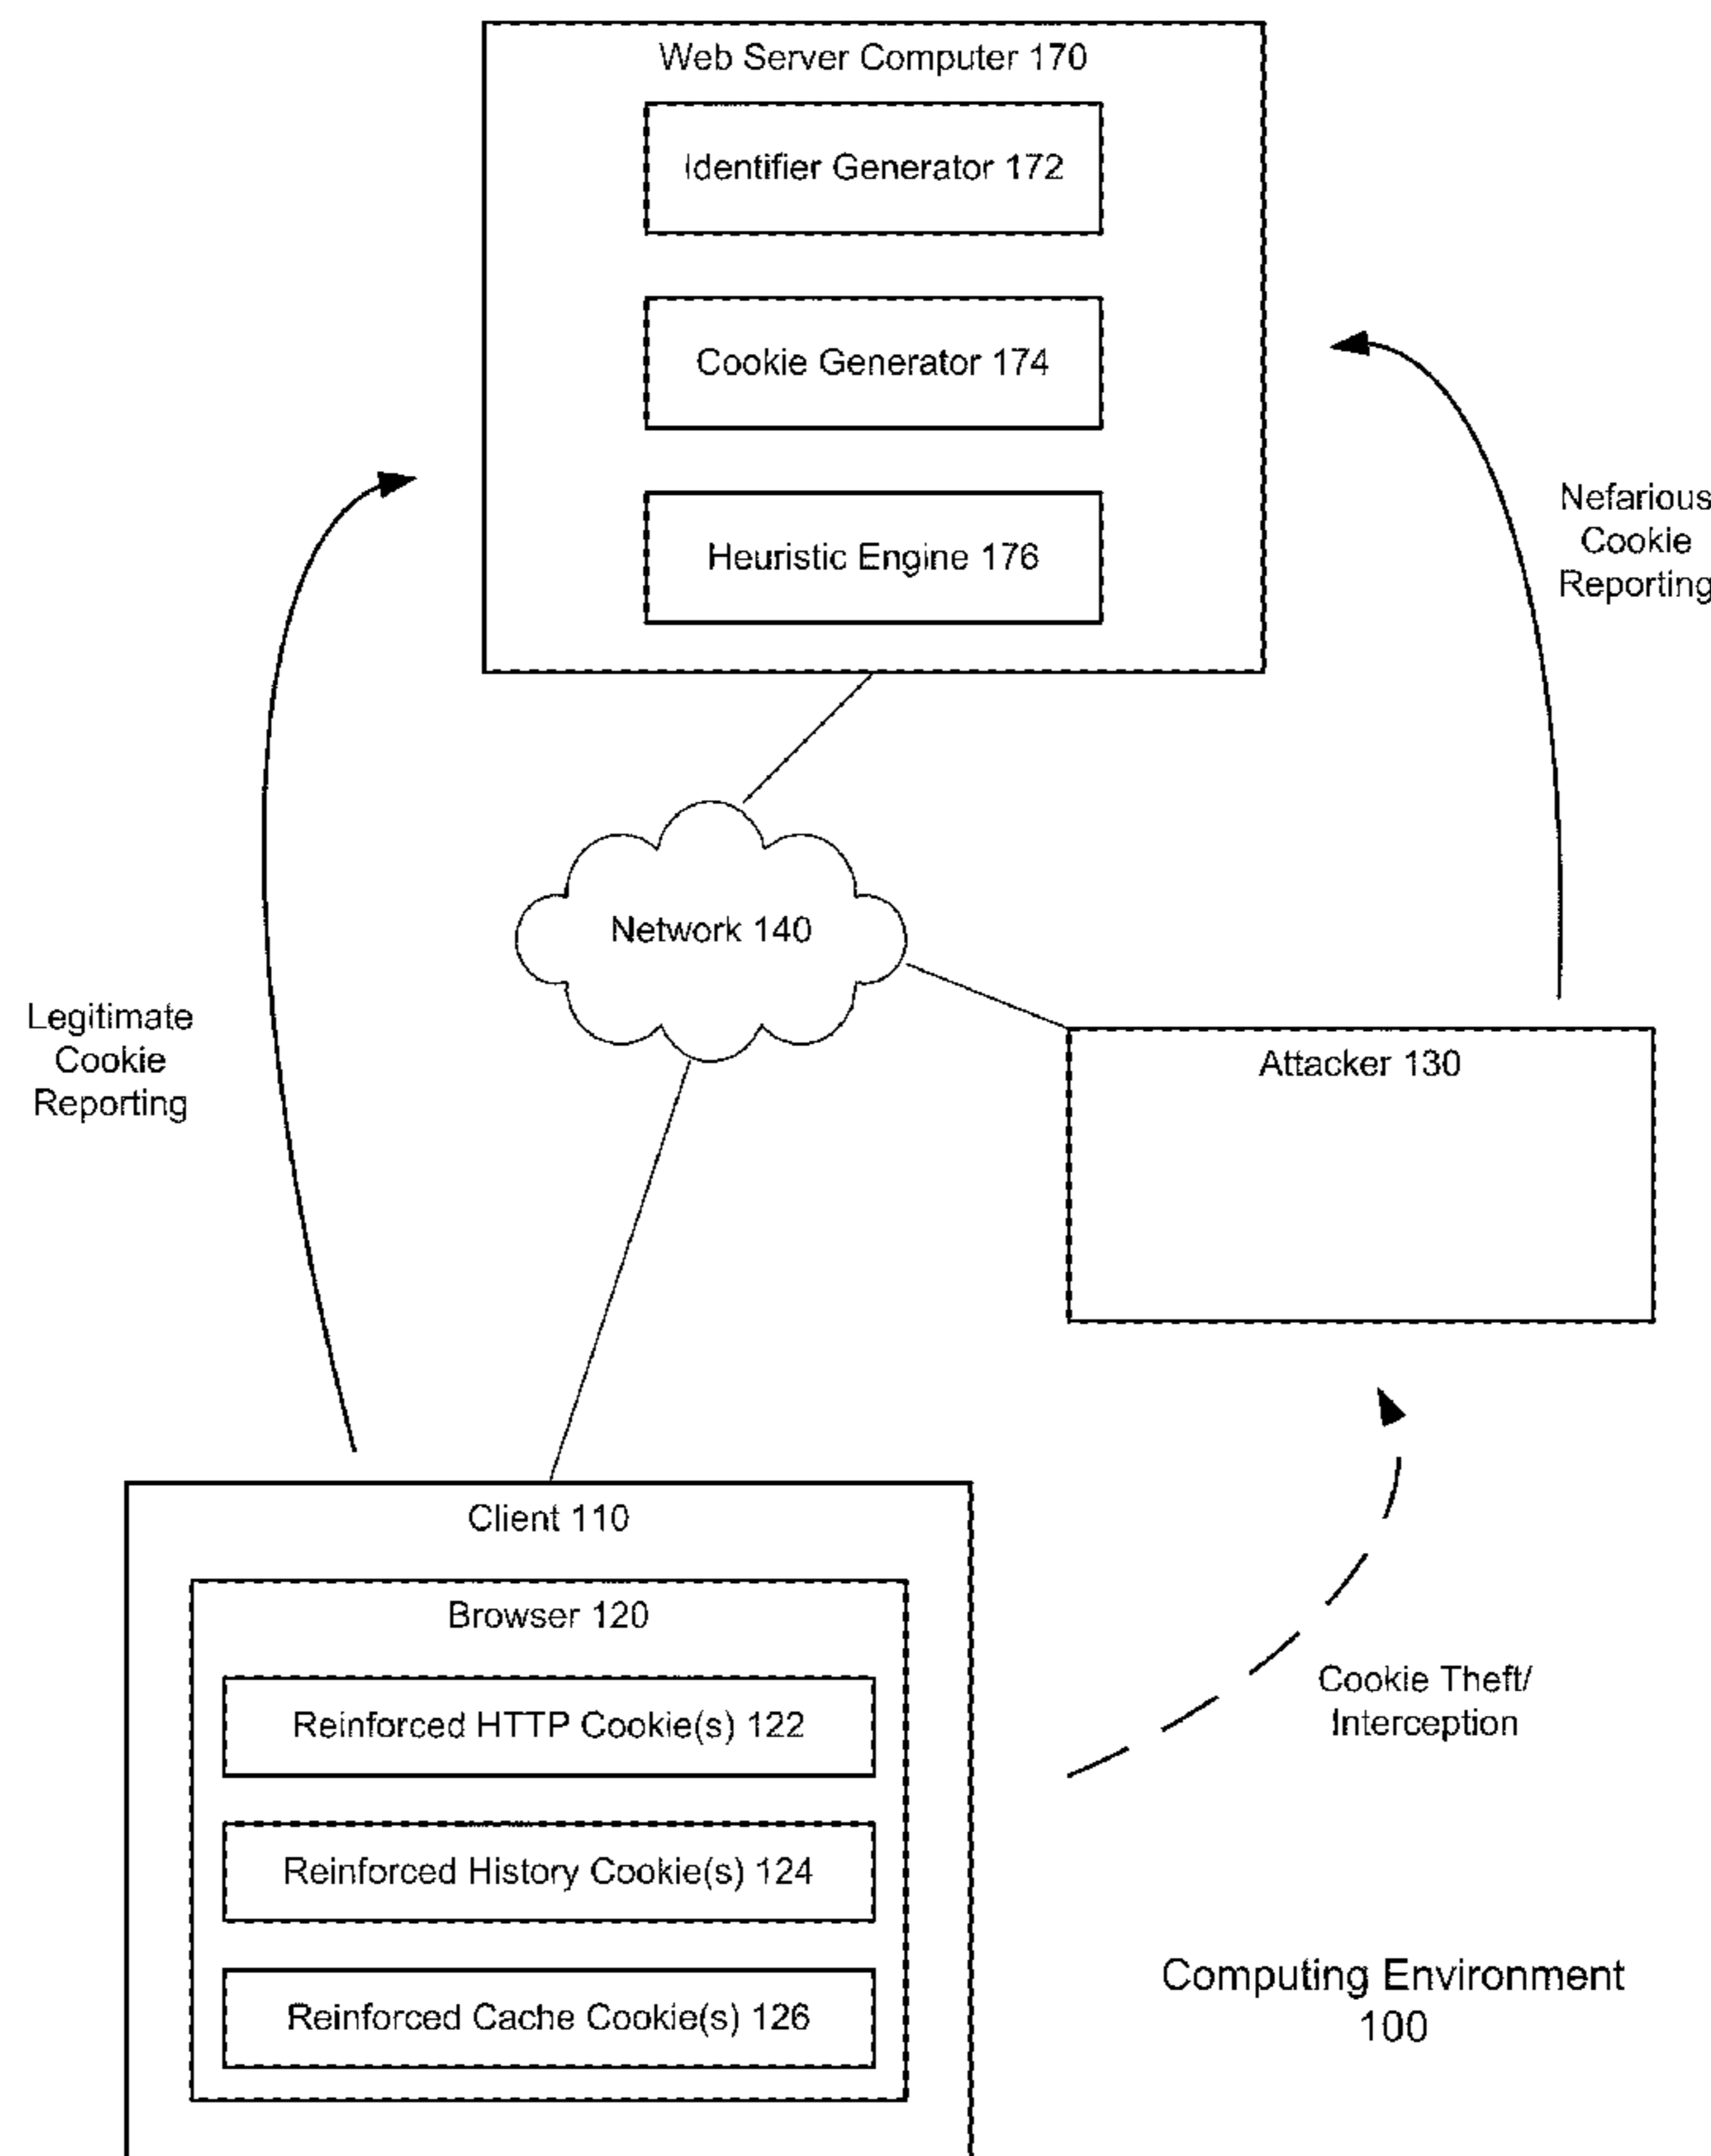 Web Server Computer 170
Identifier Generator 172
Cookie Generator 174
Heuristic Engine 176
Nefarious
Cookie
Reporting
Network 140
Legitimate
Cookie
Reporting
Attacker 130
Client 110
Browser 120
Reinforced HTTP Cookie(s) 122
Reinforced History Cookie(s) 124
Reinforced Cache Cookie(s) 126
Cookie Theft/
Interception
Computing Environment
100